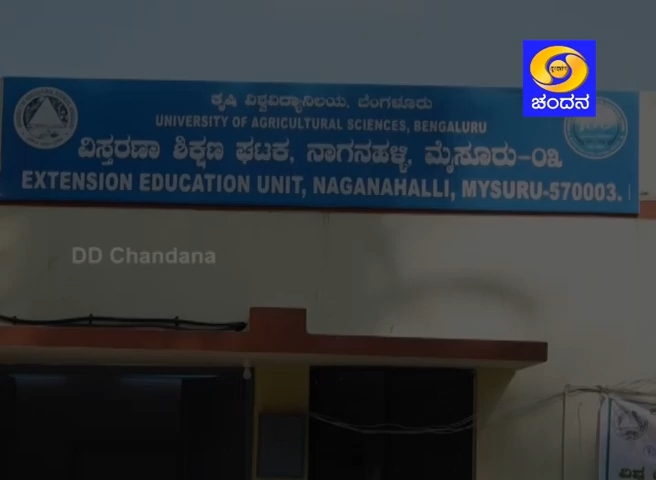 ಚಂದನ
ಕೃಷಿ ವಿಶ್ವವಿದ್ಯಾನಿಲಯ, ಬೆಂಗಳೂರು
UNIVERSITY OF AGRICULTURAL SCIENCES, BENGALURU
ವಿಸ್ತರಣಾ ಶಿಕ್ಷಣ ಘಟಕ, ನಾಗನಹಳ್ಳಿ, ಮೈಸೂರು-೦೩
EXTENSION EDUCATION UNIT, NAGANAHALLI, MYSURU-570003.
DD Chandana